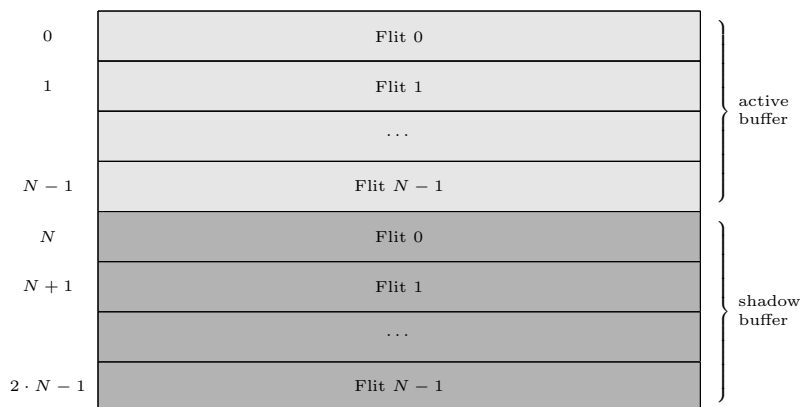 0 Flit 0
1 Flit 1
...
N − 1 Flit N − 1
active
buffer
N Flit 0
N + 1 Flit 1
...
2 · N − 1 Flit N − 1
shadow
buffer